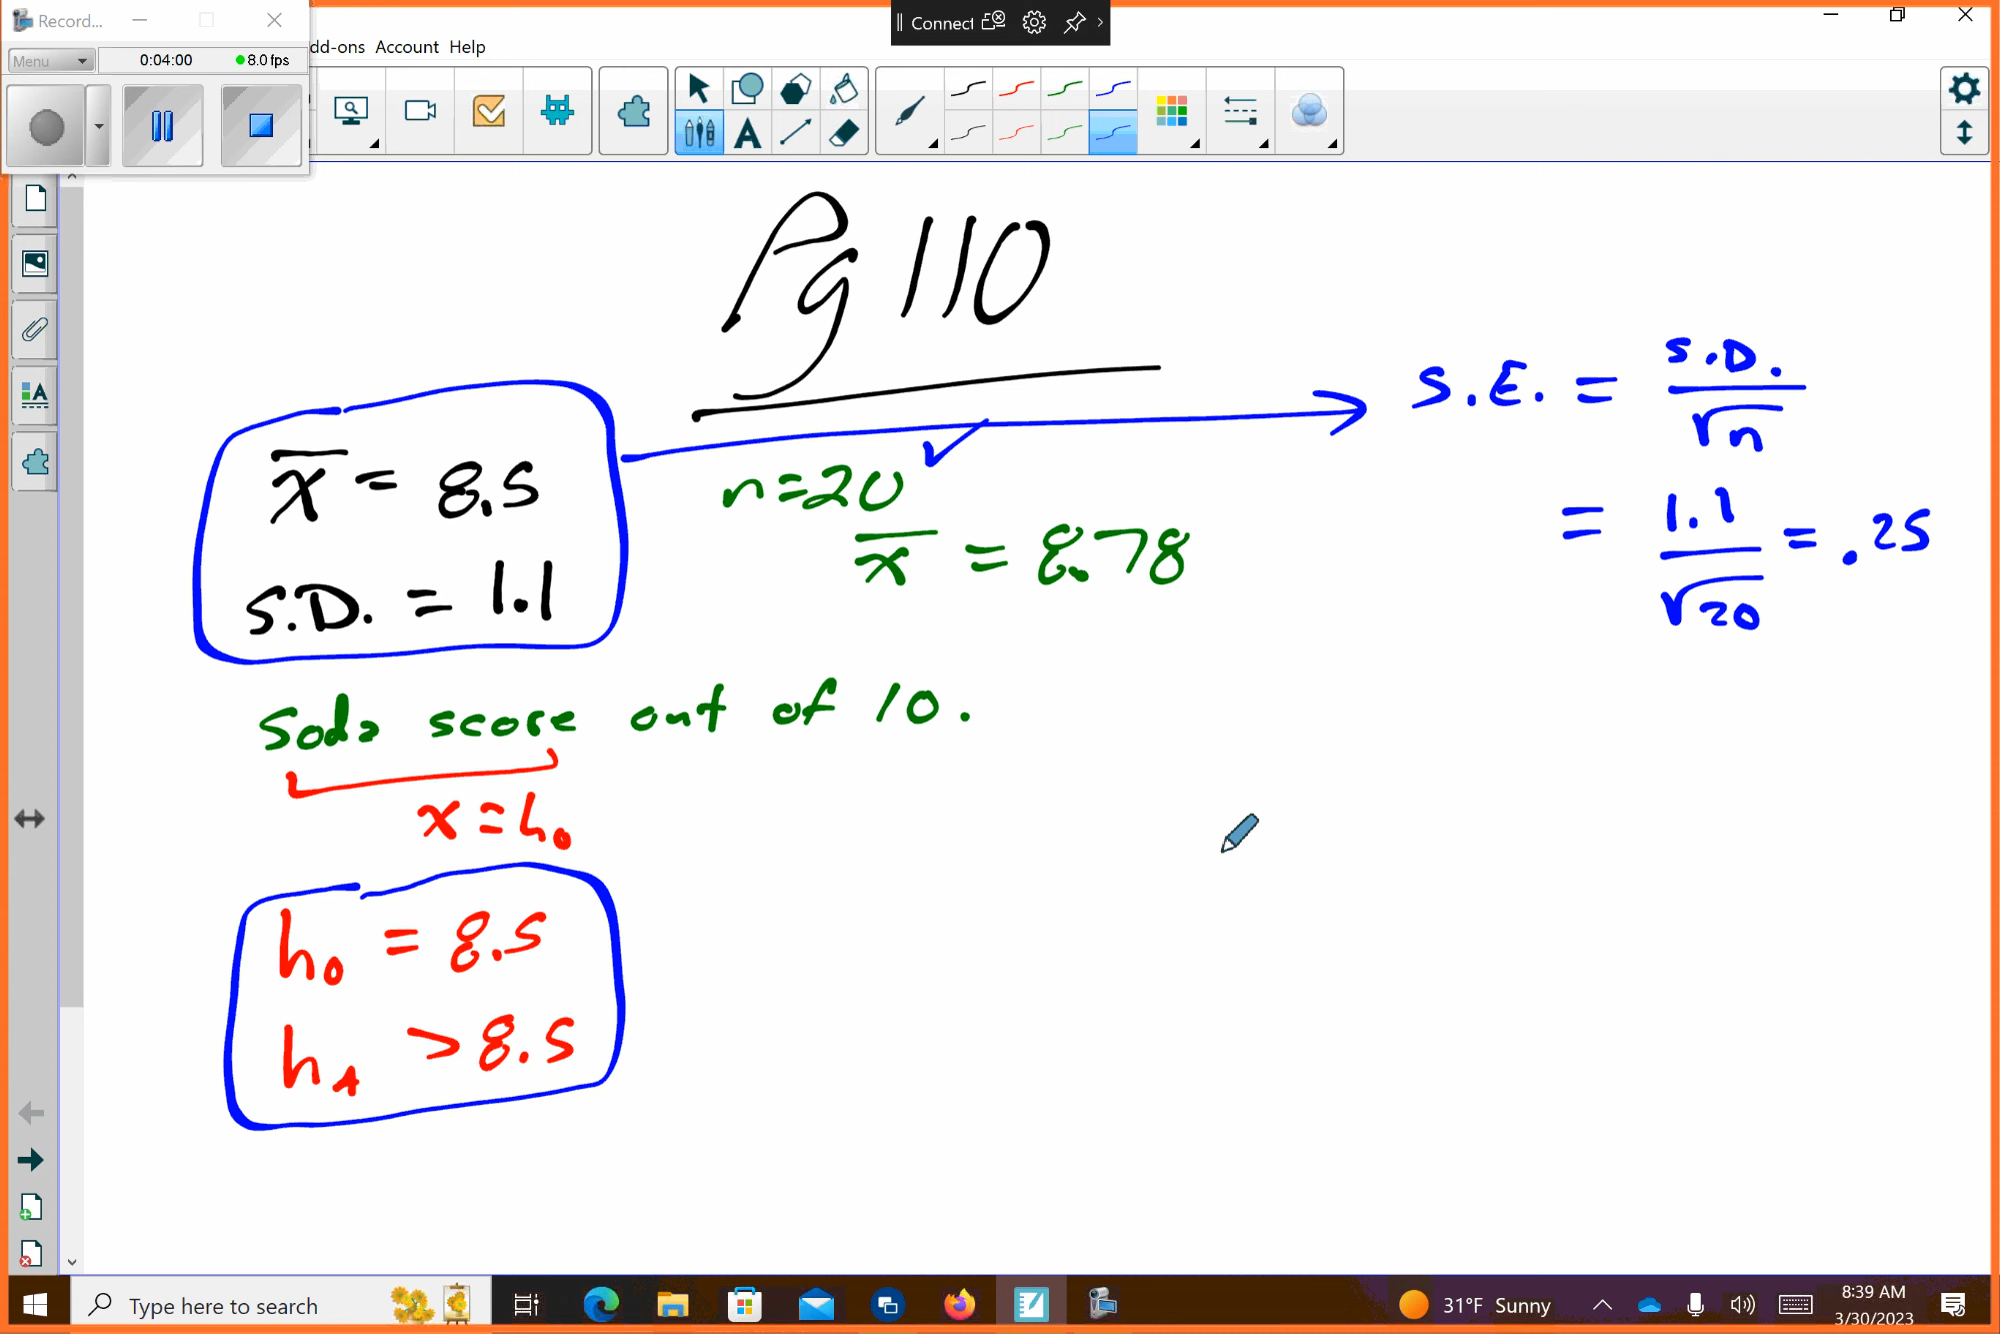 Record...
Menu
0:04:00
8.0 fps
Connect
dd-ons Account Help
Pg 110
x̅ = 8.5
S.D. = 1.1
n=20
x̅ = 8.78
S.E. = S.D. / √n
= 1.1 / √20 = .25
Soda score out of 10.
x = h₀
h₀ = 8.5
hA > 8.5
Type here to search
31°F Sunny
8:39 AM
3/30/2023